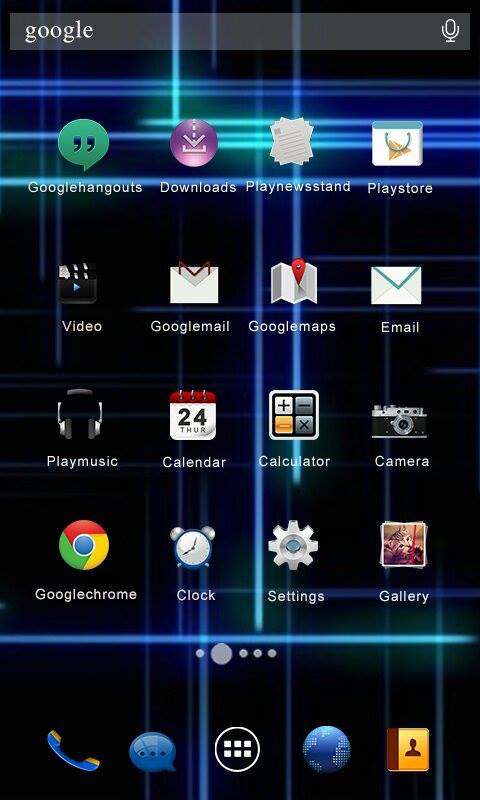 google
Googlehangouts
Downloads
Playnewsstand
Playstore
Video
Googlemail
Googlemaps
Email
24
THUR
Playmusic
Calendar
Calculator
Camera
Googlechrome
Clock
Settings
Gallery